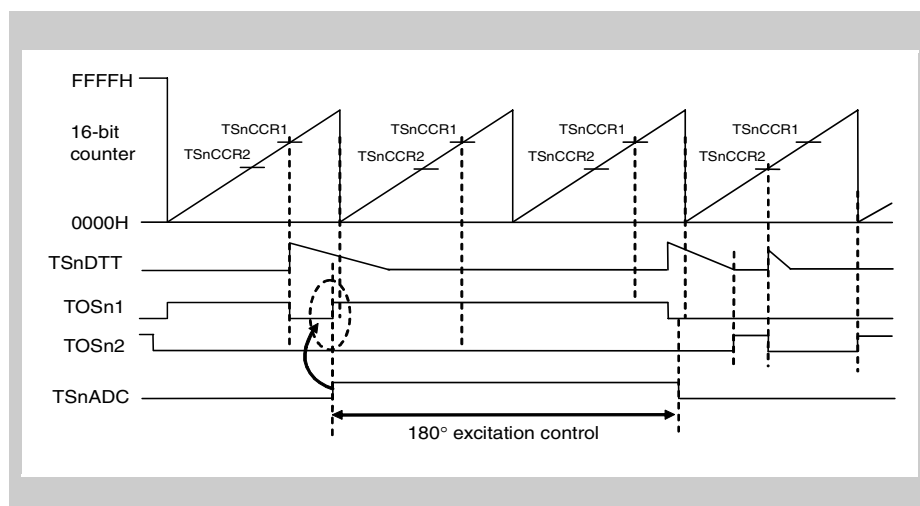 FFFFH
16-bit
counter
TSnCCR1
TSnCCR2
TSnCCR1
TSnCCR2
TSnCCR1
TSnCCR2
TSnCCR1
TSnCCR2
0000H
TSnDTT
TOSn1
TOSn2
TSnADC
180° excitation control